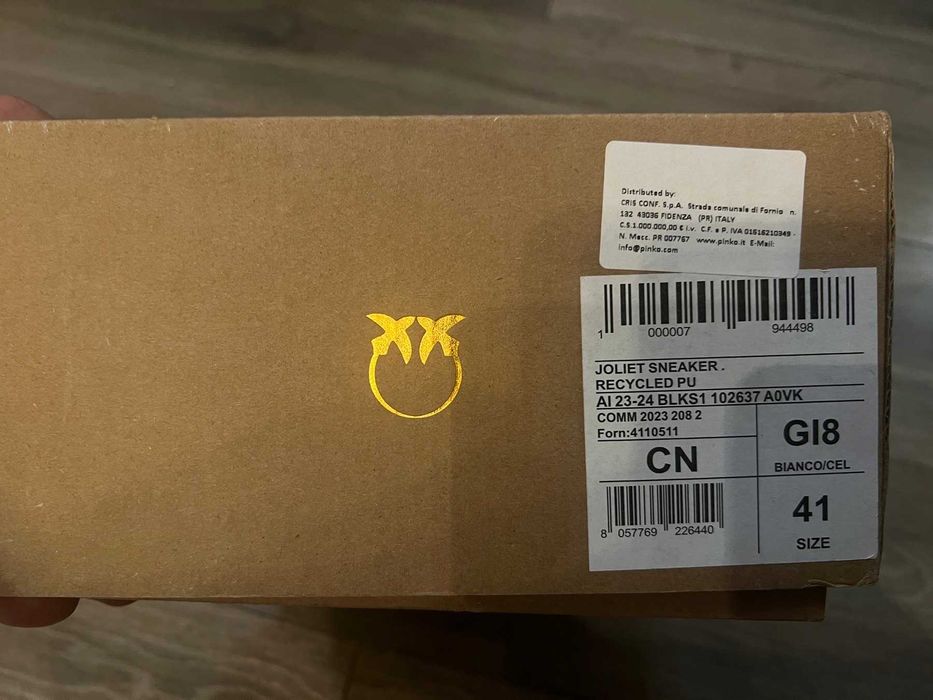 Distributed by:
CRIS CONF. S.p.A. Strada comunale di Fornio n.
132 43036 FIDENZA (PR) ITALY
C.S.1.000.000,00 € i.v. C.F. e P. IVA 01616210349 -
N. Mecc. PR 007767 www.pinko.it E-Mail:
info@pinko.com
1 000007 944498
JOLIET SNEAKER .
RECYCLED PU
AI 23-24 BLKS1 102637 A0VK
COMM 2023 208 2
Forn:4110511
CN
GI8
BIANCO/CEL
8 057769 226440
41
SIZE